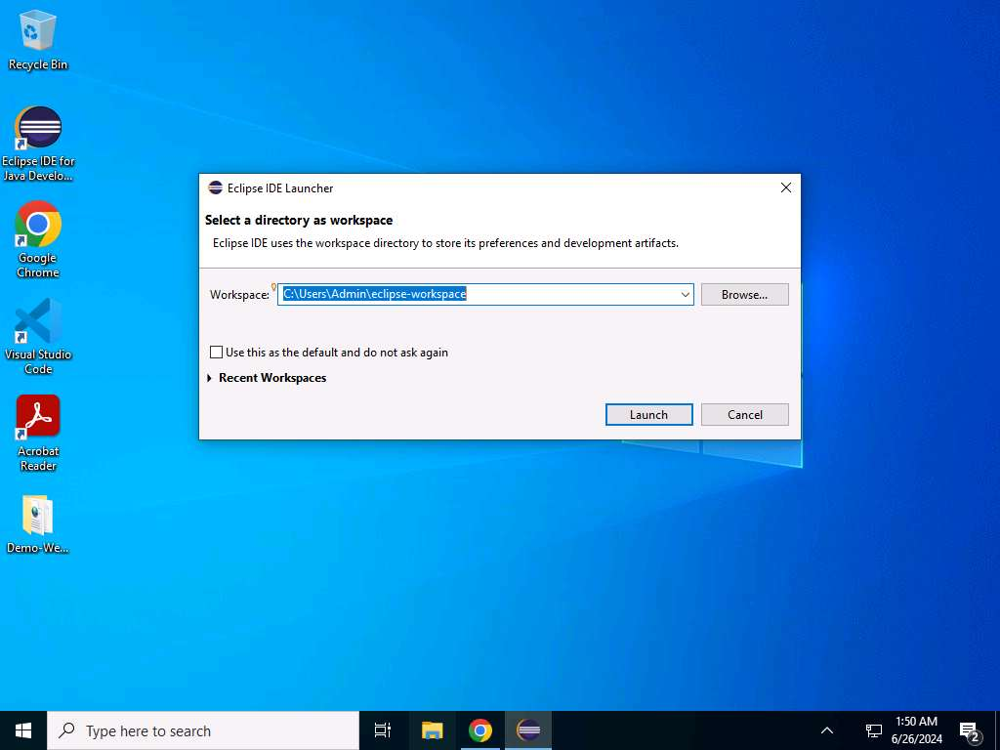 Recycle Bin
Eclipse IDE for
Java Develo...
Google
Chrome
Visual Studio
Code
Acrobat
Reader
Demo-We...
Eclipse IDE Launcher
Select a directory as workspace
Eclipse IDE uses the workspace directory to store its preferences and development artifacts.
Workspace: C:\Users\Admin\eclipse-workspace Browse...
Use this as the default and do not ask again
Recent Workspaces
Launch Cancel
Type here to search
1:50 AM
6/26/2024
2